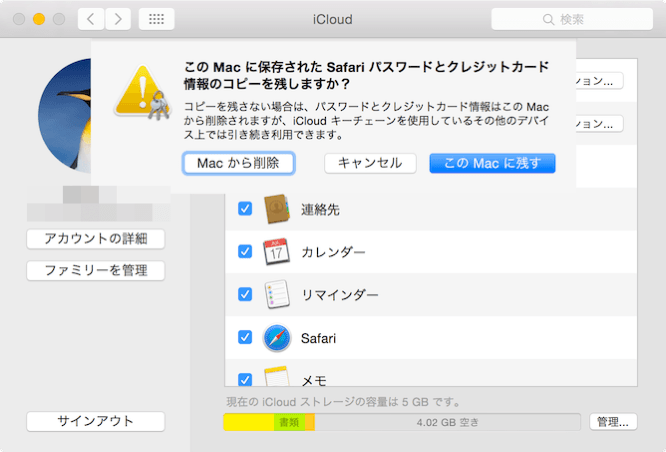 iCloud
検索
この Mac に保存された Safari パスワードとクレジットカード
情報のコピーを残しますか？
コピーを残さない場合は、パスワードとクレジットカード情報はこの Mac
から削除されますが、iCloud キーチェーンを使用しているその他のデバイ
ス上では引き続き利用できます。
Mac から削除
キャンセル
この Mac に残す
ション...
ション...
アカウントの詳細
ファミリーを管理
サインアウト
連絡先
JUL
17
カレンダー
リマインダー
Safari
メモ
現在の iCloud ストレージの容量は 5 GB です。
書類
4.02 GB 空き
管理...